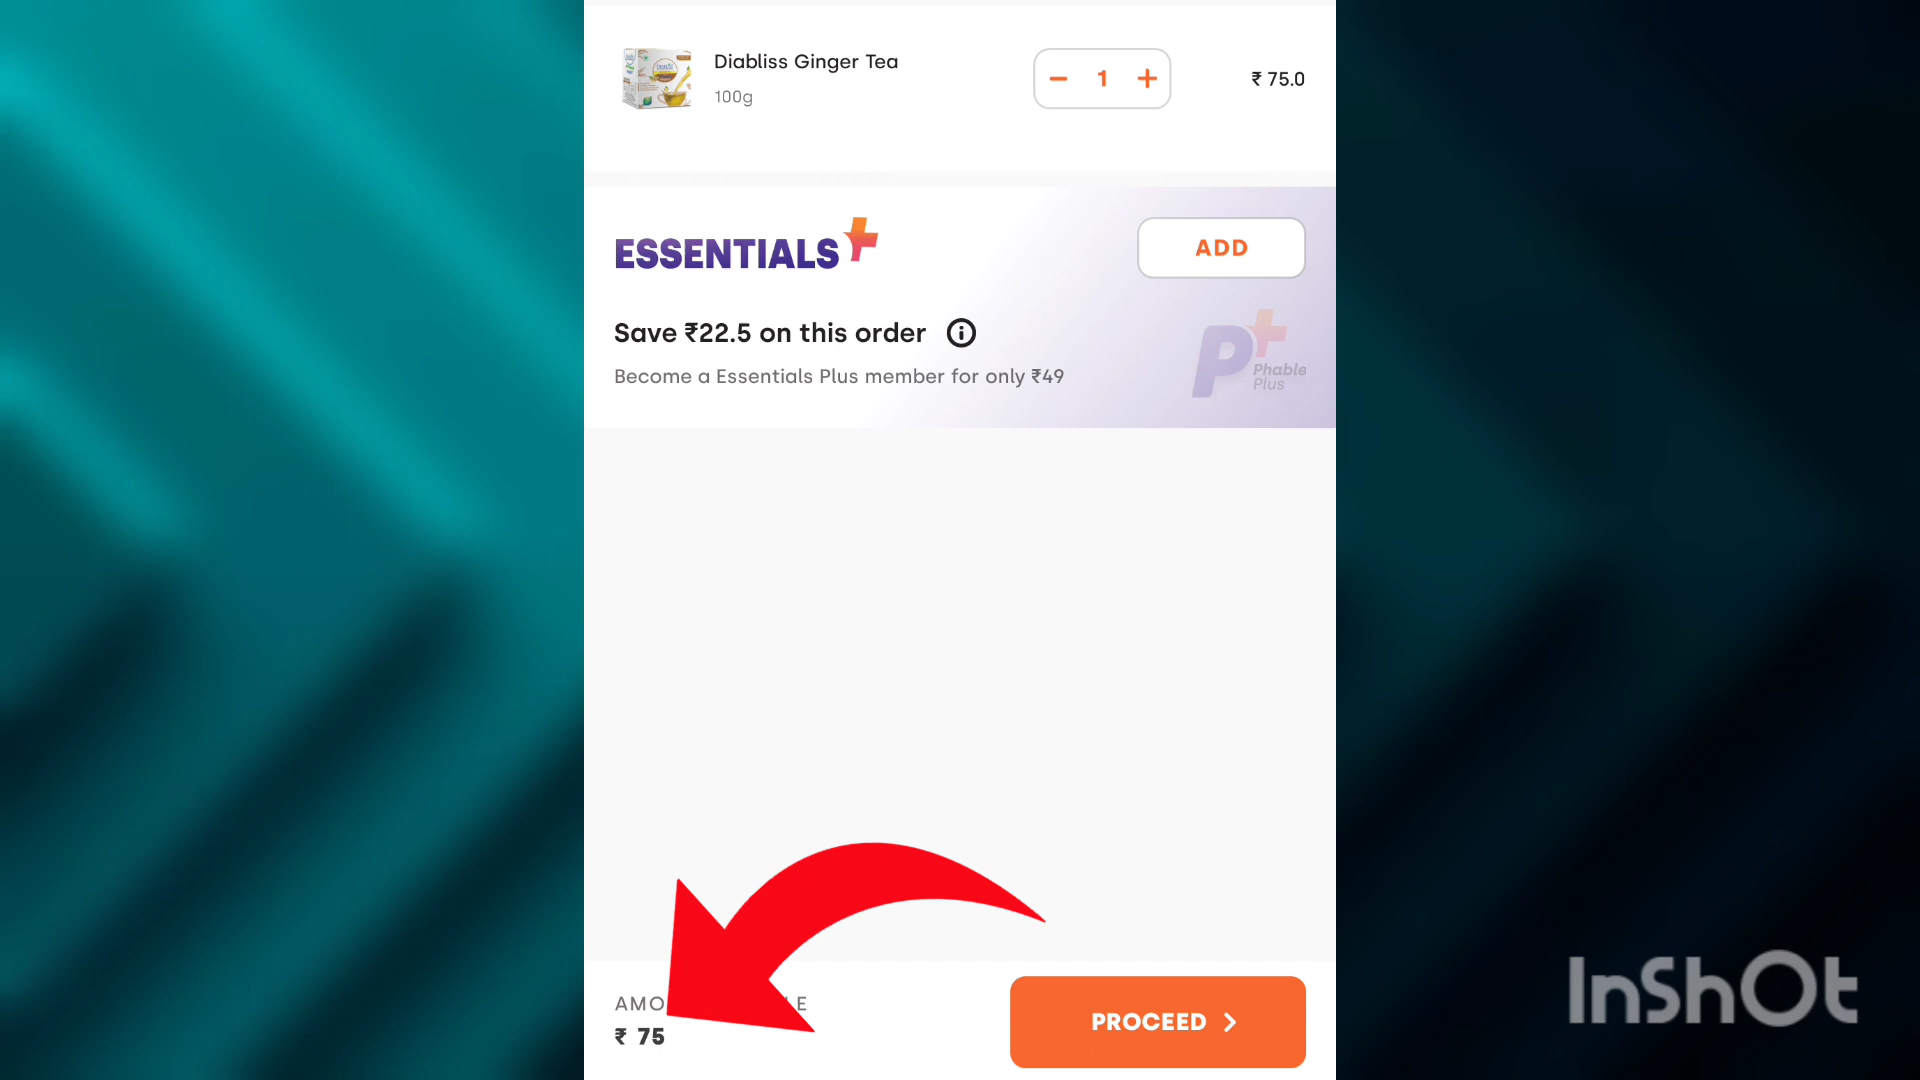 Diabliss Ginger Tea
100g
− 1 +
₹ 75.0
ESSENTIALS+
ADD
Save ₹22.5 on this order
Become a Essentials Plus member for only ₹49
P+
Phable
Plus
₹ 75
PROCEED
InShOt